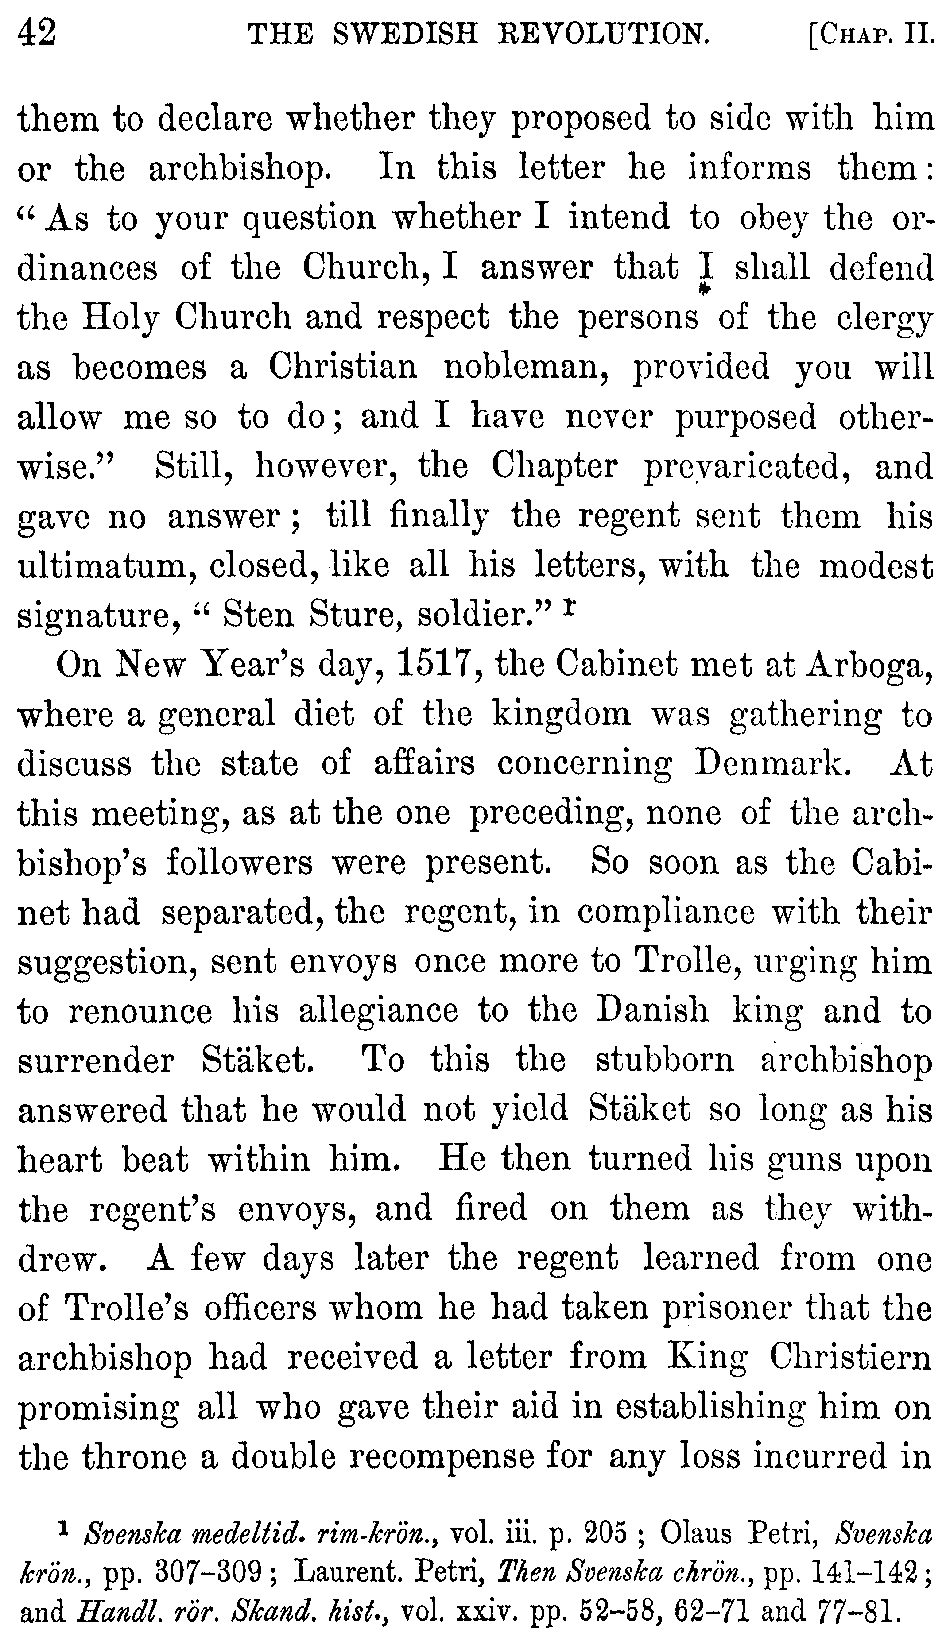 42 THE SWEDISH REVOLUTION. [CHAP. II.
them to declare whether they proposed to side with him
or the archbishop. In this letter he informs them:
“As to your question whether I intend to obey the or-
dinances of the Church, I answer that I shall defend
the Holy Church and respect the persons of the clergy
as becomes a Christian nobleman, provided you will
allow me so to do; and I have never purposed other-
wise.” Still, however, the Chapter prevaricated, and
gave no answer; till finally the regent sent them his
ultimatum, closed, like all his letters, with the modest
signature, “Sten Sture, soldier.” 1
On New Year’s day, 1517, the Cabinet met at Arboga,
where a general diet of the kingdom was gathering to
discuss the state of affairs concerning Denmark. At
this meeting, as at the one preceding, none of the arch-
bishop’s followers were present. So soon as the Cabi-
net had separated, the regent, in compliance with their
suggestion, sent envoys once more to Trolle, urging him
to renounce his allegiance to the Danish king and to
surrender Stäket. To this the stubborn archbishop
answered that he would not yield Stäket so long as his
heart beat within him. He then turned his guns upon
the regent’s envoys, and fired on them as they with-
drew. A few days later the regent learned from one
of Trolle’s officers whom he had taken prisoner that the
archbishop had received a letter from King Christiern
promising all who gave their aid in establishing him on
the throne a double recompense for any loss incurred in
1 Svenska medeltid. rim-krön., vol. iii. p. 205; Olaus Petri, Svenska
krön., pp. 307–309; Laurent. Petri, Then Svenska chrön., pp. 141–142;
and Handl. rör. Skand. hist., vol. xxiv. pp. 52–58, 62–71 and 77–81.